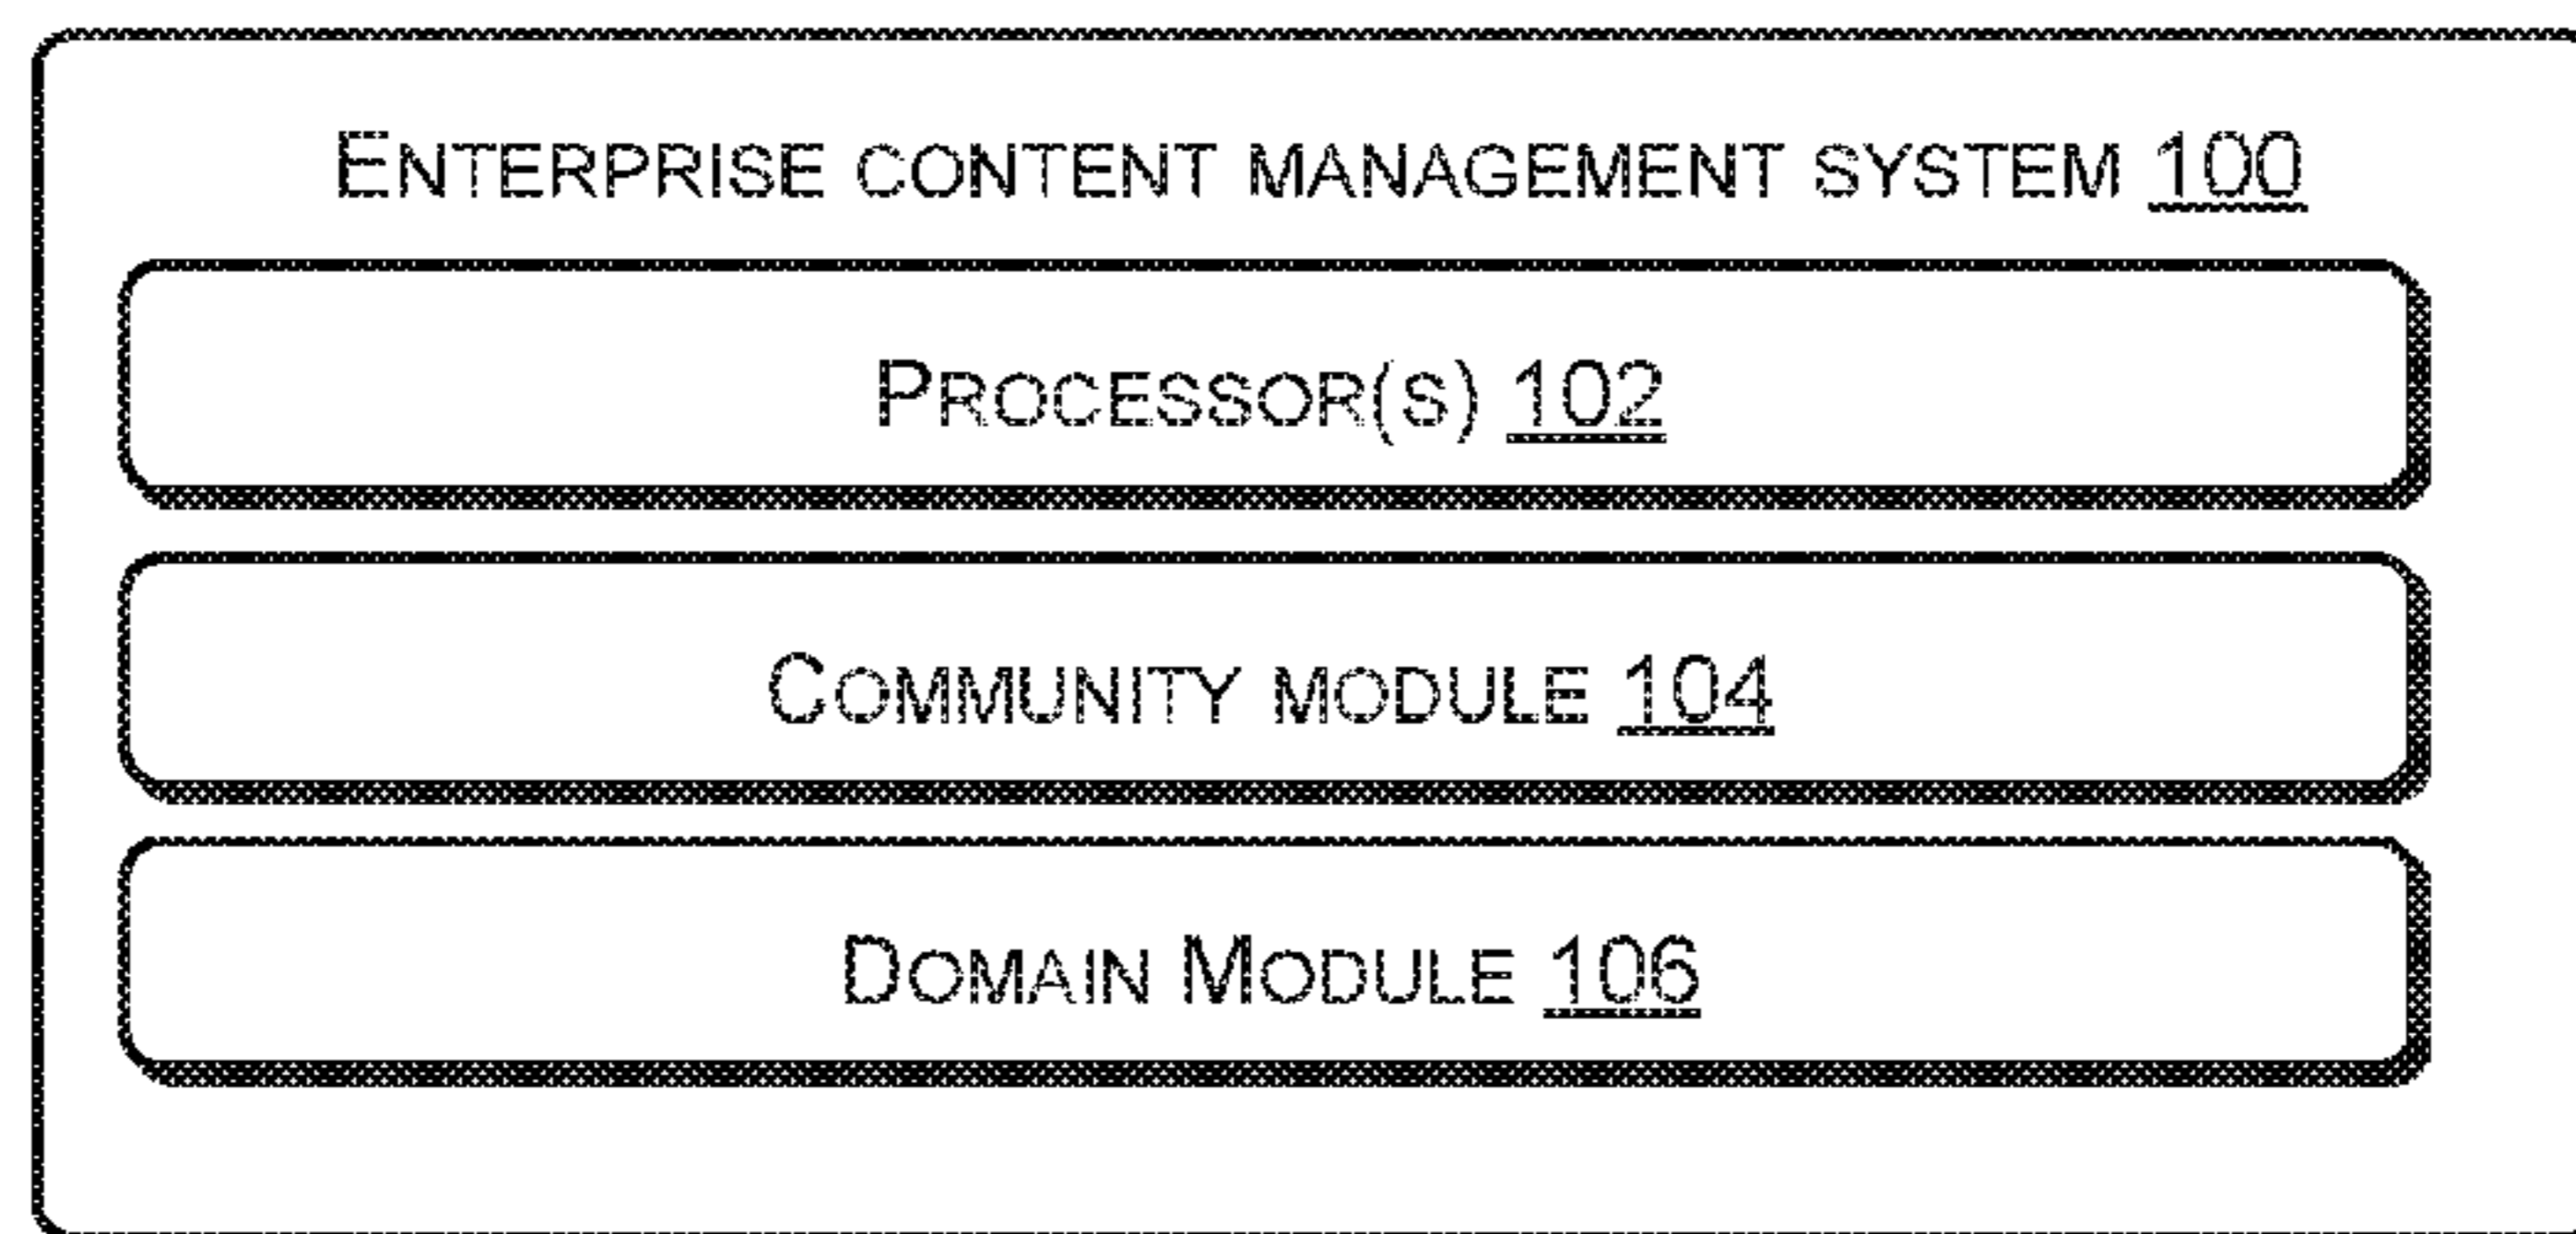 Enterprise content management system 100
Processor(s) 102
Community module 104
Domain Module 106